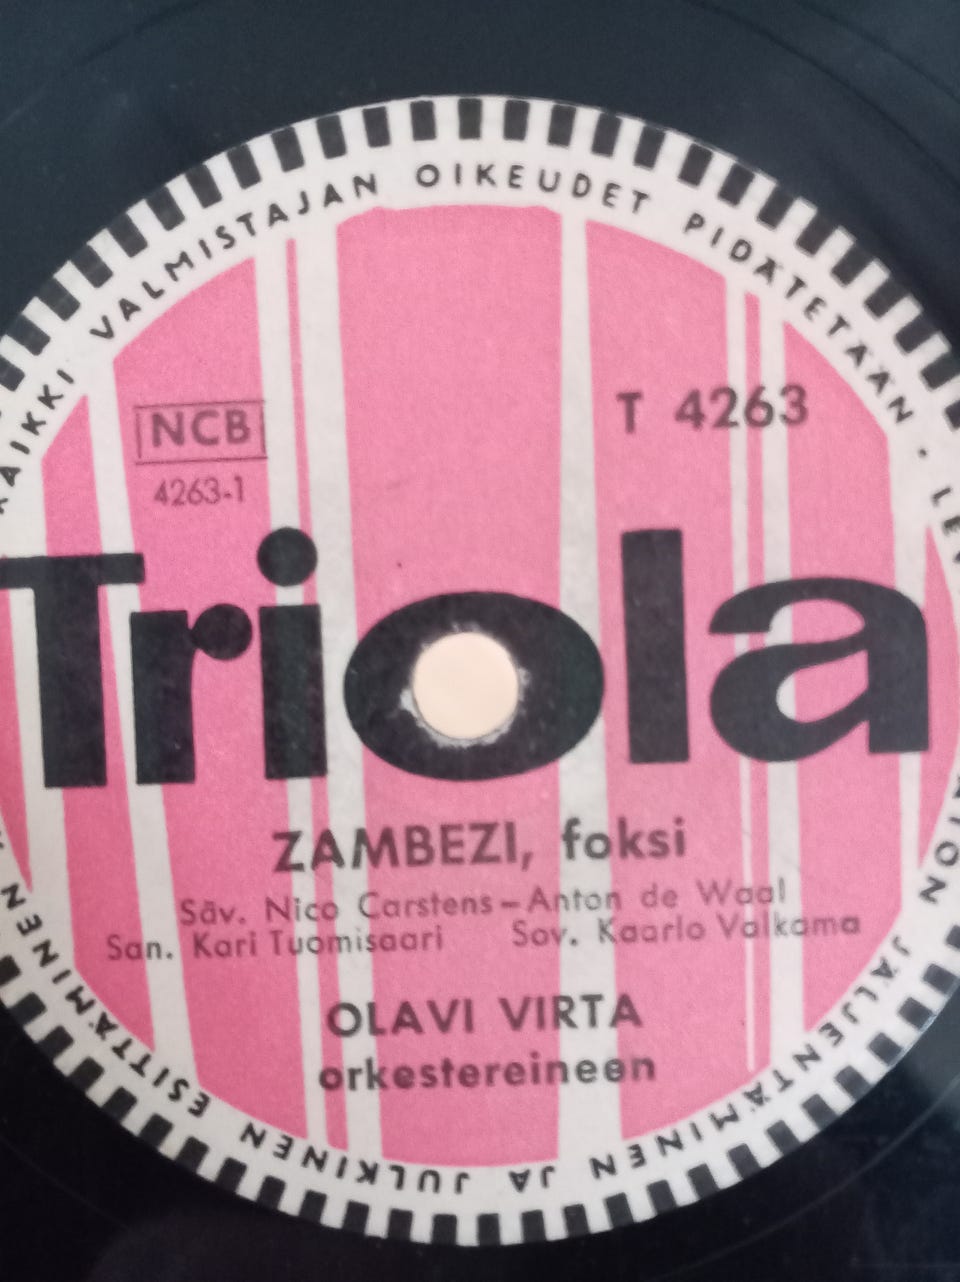 KAIKKI VALMISTAJAN OIKEUDET PIDÄTETÄÄN · JÄLJENTÄMINEN JA JULKINEN ESITTÄMINEN
NCB
T 4263
4263-1
Triola
ZAMBEZI, foksi
Säv. Nico Carstens – Anton de Waal
San. Kari Tuomisaari Sov. Kaarlo Valkama
OLAVI VIRTA
orkestereineen